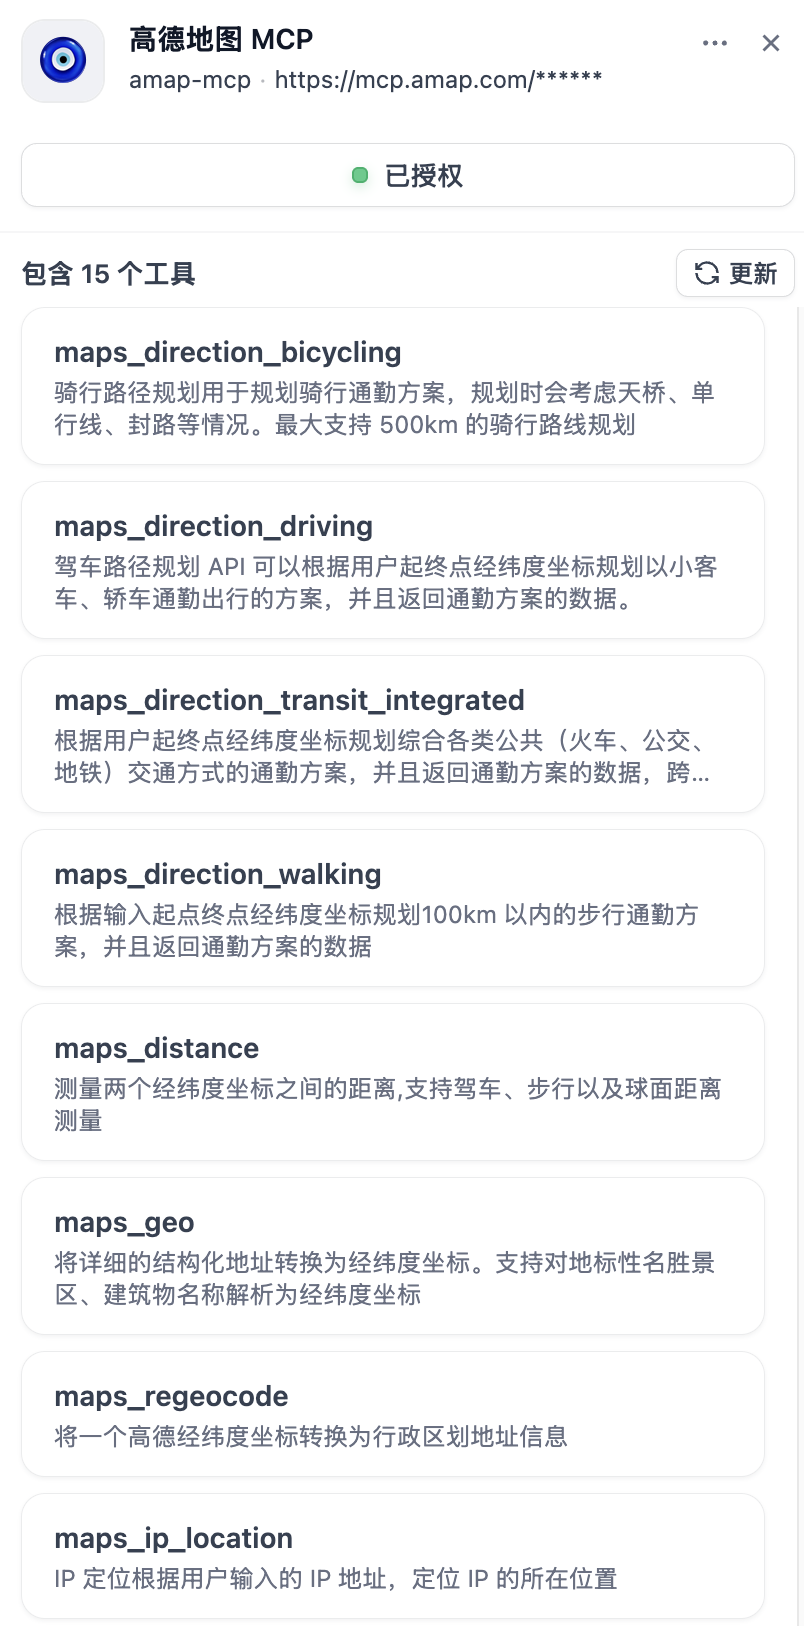 高德地图 MCP
amap-mcp · https://mcp.amap.com/******
已授权
包含 15 个工具
更新
maps_direction_bicycling
骑行路径规划用于规划骑行通勤方案，规划时会考虑天桥、单
行线、封路等情况。最大支持 500km 的骑行路线规划
maps_direction_driving
驾车路径规划 API 可以根据用户起终点经纬度坐标规划以小客
车、轿车通勤出行的方案，并且返回通勤方案的数据。
maps_direction_transit_integrated
根据用户起终点经纬度坐标规划综合各类公共（火车、公交、
地铁）交通方式的通勤方案，并且返回通勤方案的数据，跨...
maps_direction_walking
根据输入起点终点经纬度坐标规划100km 以内的步行通勤方
案，并且返回通勤方案的数据
maps_distance
测量两个经纬度坐标之间的距离,支持驾车、步行以及球面距离
测量
maps_geo
将详细的结构化地址转换为经纬度坐标。支持对地标性名胜景
区、建筑物名称解析为经纬度坐标
maps_regeocode
将一个高德经纬度坐标转换为行政区划地址信息
maps_ip_location
IP 定位根据用户输入的 IP 地址，定位 IP 的所在位置